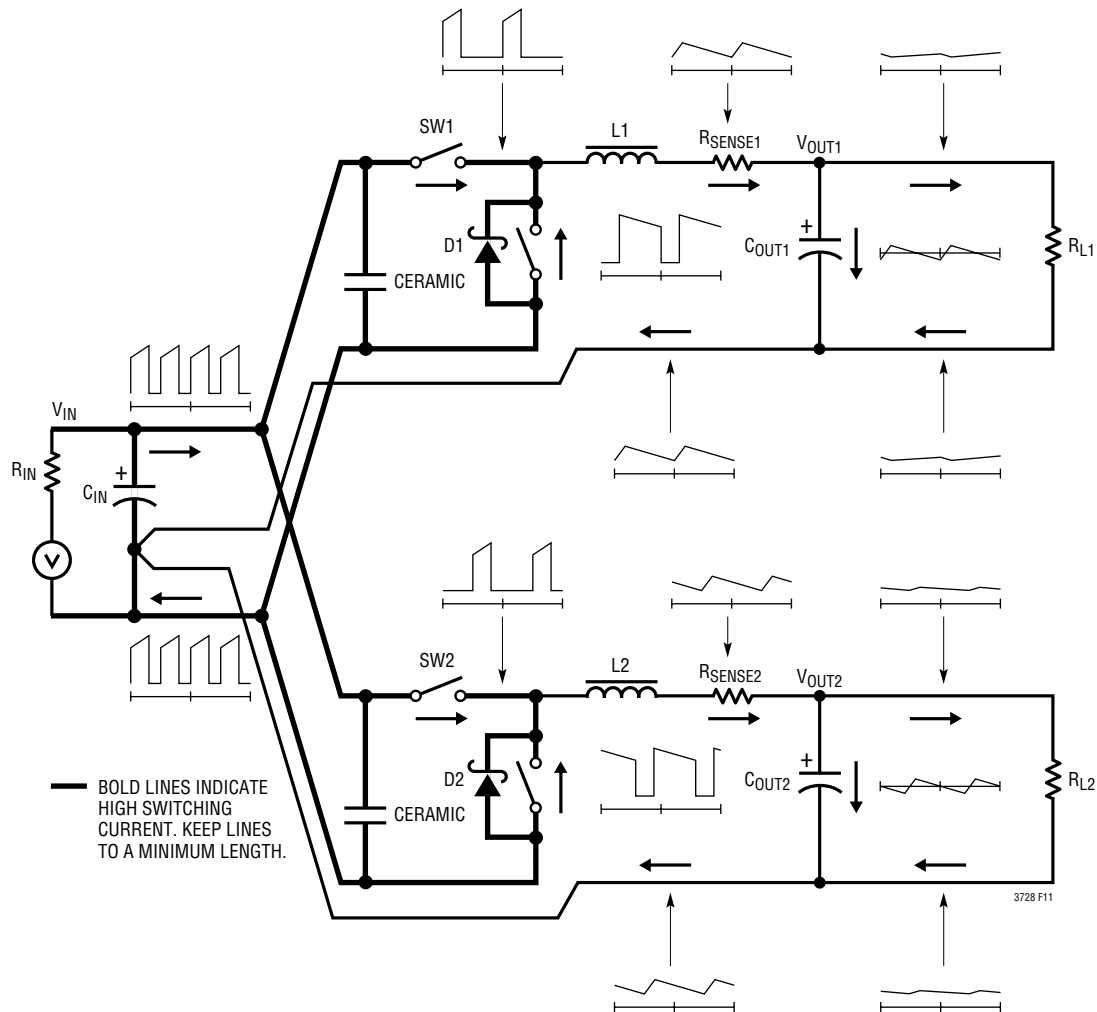 SW1
L1
RSENSE1
VOUT1
D1
CERAMIC
COUT1
RL1
VIN
RIN
+
CIN
+
V
SW2
L2
RSENSE2
VOUT2
D2
CERAMIC
+
COUT2
RL2
BOLD LINES INDICATE
HIGH SWITCHING
CURRENT. KEEP LINES
TO A MINIMUM LENGTH.
3728 F11